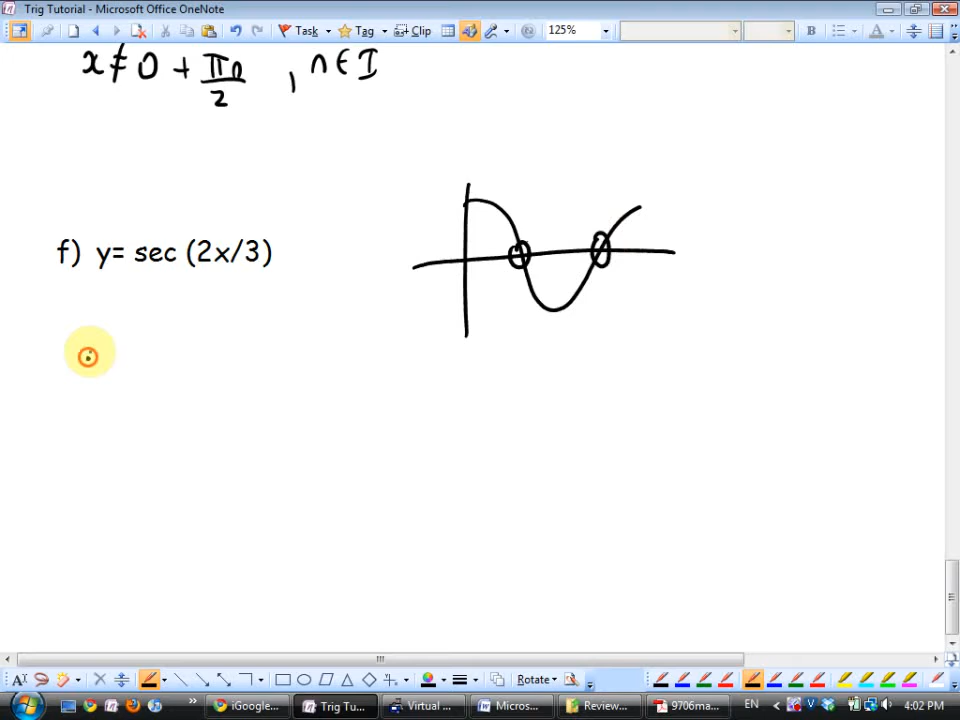 Trig Tutorial - Microsoft Office OneNote
Task Tag Clip 125% B A
x ≠ 0 + πn/2 , n ∈ I
f) y= sec (2x/3)
Rotate
iGoogle... Trig Tu... Virtual ... Micros... Review... 9706ma... EN 4:02 PM